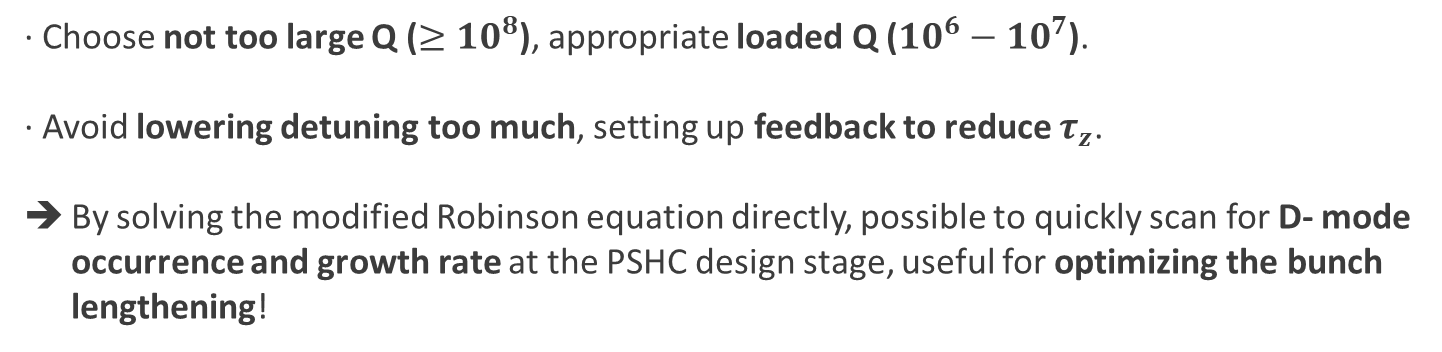 · Choose not too large Q (≥ 10⁸), appropriate loaded Q (10⁶ − 10⁷).
· Avoid lowering detuning too much, setting up feedback to reduce τ_z.
➔ By solving the modified Robinson equation directly, possible to quickly scan for D- mode
occurrence and growth rate at the PSHC design stage, useful for optimizing the bunch
lengthening!